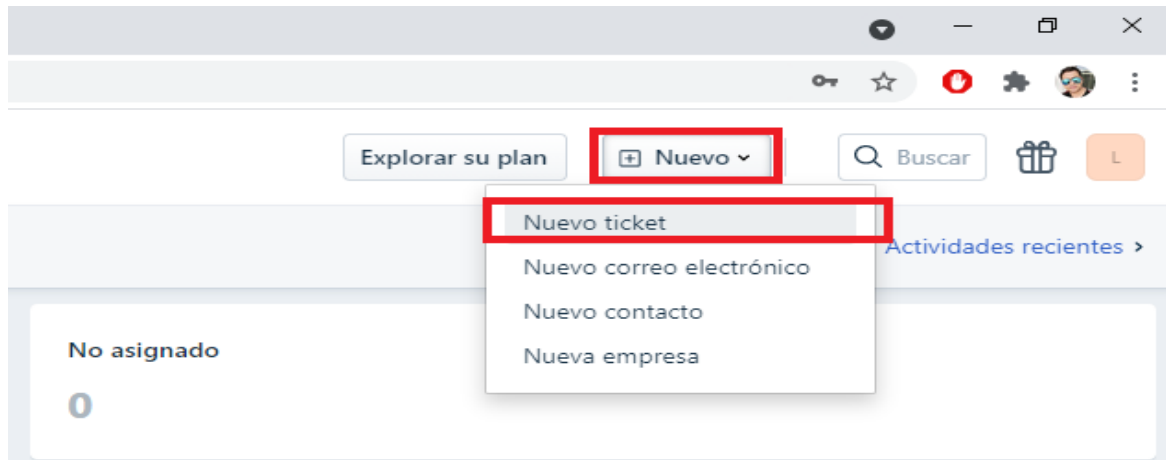 Explorar su plan
Nuevo
Buscar
L
Nuevo ticket
Actividades recientes
Nuevo correo electrónico
Nuevo contacto
Nueva empresa
No asignado
0